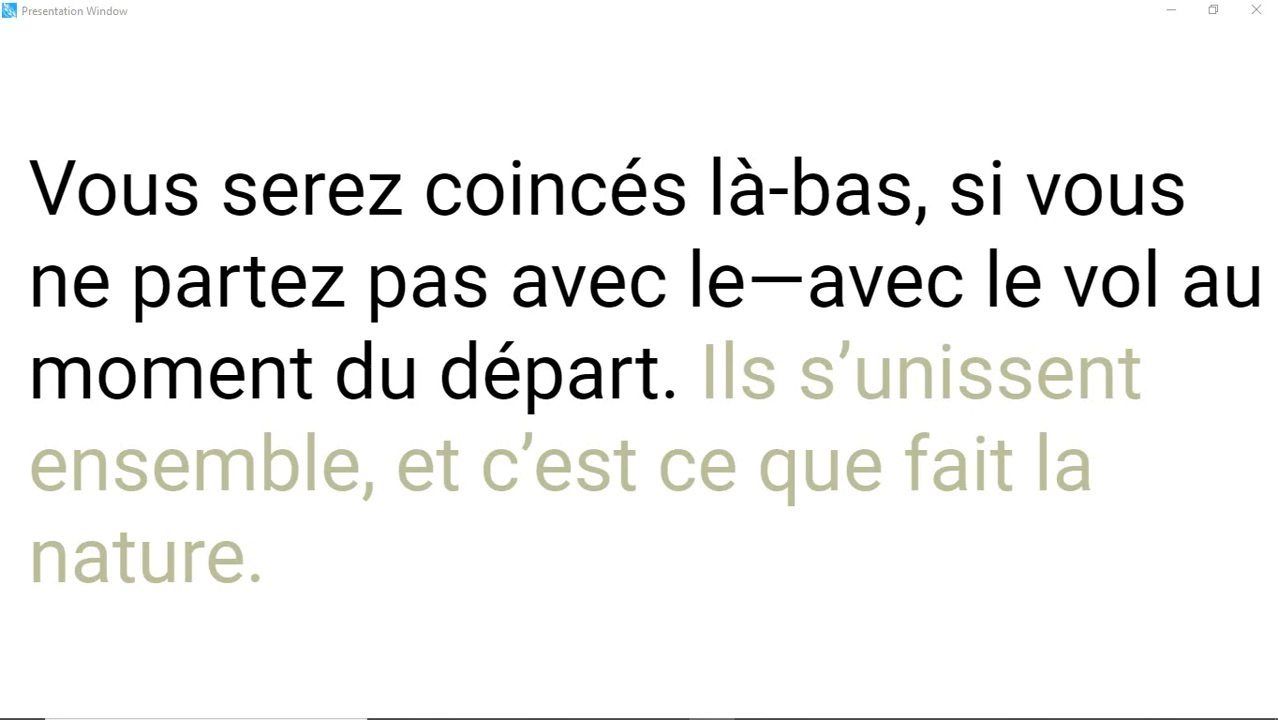 Presentation Window
Vous serez coincés là-bas, si vous
ne partez pas avec le—avec le vol au
moment du départ. Ils s’unissent
ensemble, et c’est ce que fait la
nature.